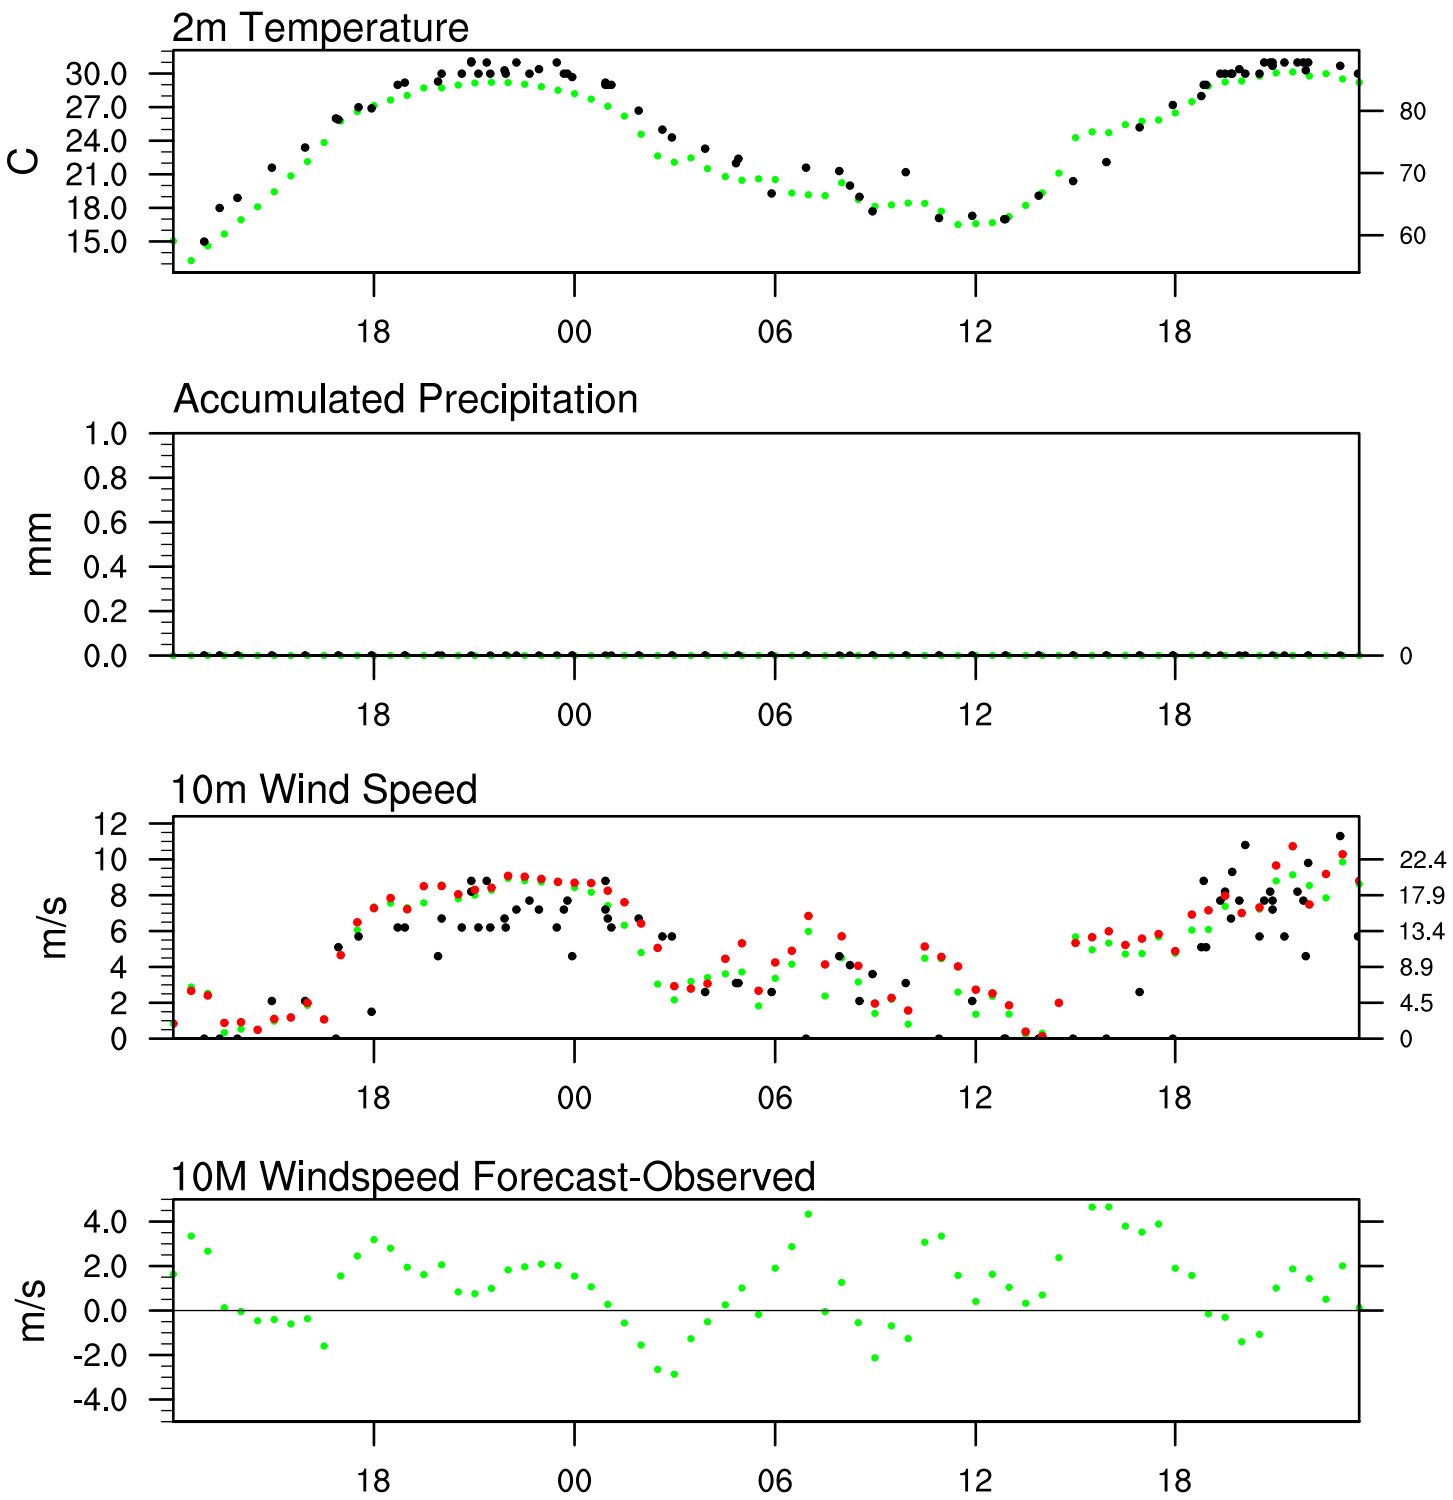 2m Temperature
30.0
27.0
24.0
21.0
18.0
15.0
C
80
70
60
18 00 06 12 18
Accumulated Precipitation
1.0
0.8
0.6
0.4
0.2
0.0
mm
0
18 00 06 12 18
10m Wind Speed
12
10
8
6
4
2
0
m/s
22.4
17.9
13.4
8.9
4.5
0
18 00 06 12 18
10M Windspeed Forecast-Observed
4.0
2.0
0.0
-2.0
-4.0
m/s
18 00 06 12 18